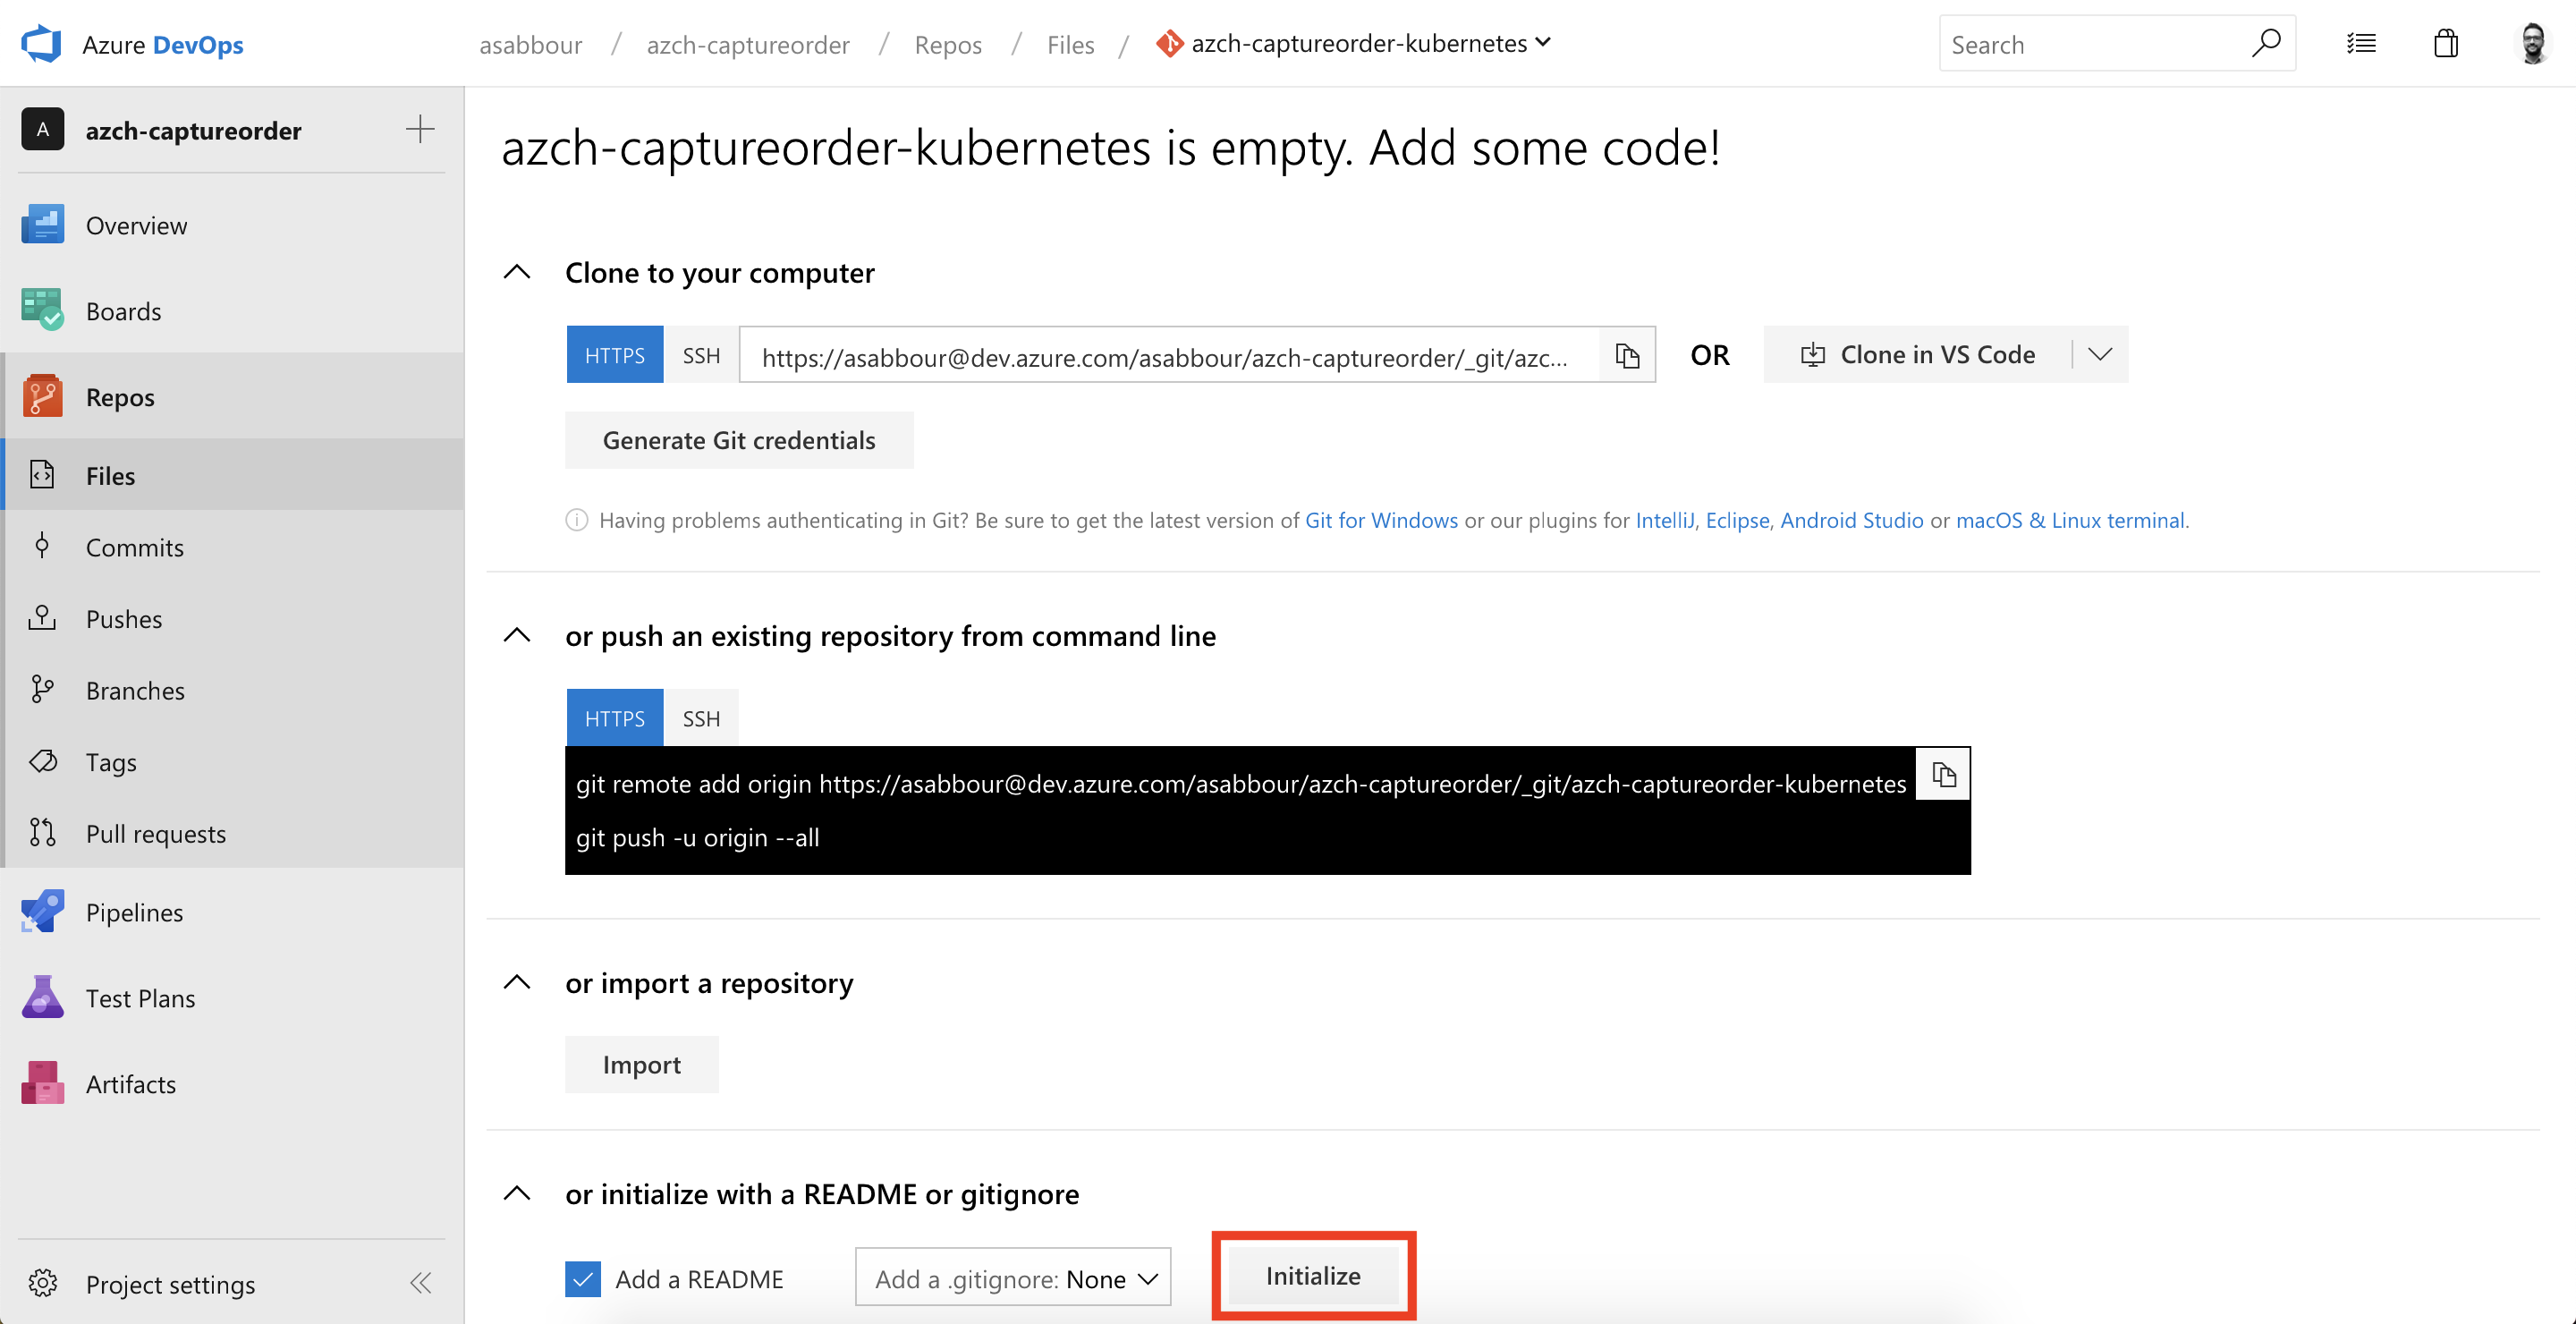 Azure DevOps
asabbour / azch-captureorder / Repos / Files / azch-captureorder-kubernetes
Search
A azch-captureorder
Overview
Boards
Repos
Files
Commits
Pushes
Branches
Tags
Pull requests
Pipelines
Test Plans
Artifacts
Project settings
azch-captureorder-kubernetes is empty. Add some code!
Clone to your computer
HTTPS SSH https://asabbour@dev.azure.com/asabbour/azch-captureorder/_git/azc... OR Clone in VS Code
Generate Git credentials
Having problems authenticating in Git? Be sure to get the latest version of Git for Windows or our plugins for IntelliJ, Eclipse, Android Studio or macOS & Linux terminal.
or push an existing repository from command line
HTTPS SSH
git remote add origin https://asabbour@dev.azure.com/asabbour/azch-captureorder/_git/azch-captureorder-kubernetes
git push -u origin --all
or import a repository
Import
or initialize with a README or gitignore
Add a README Add a .gitignore: None Initialize